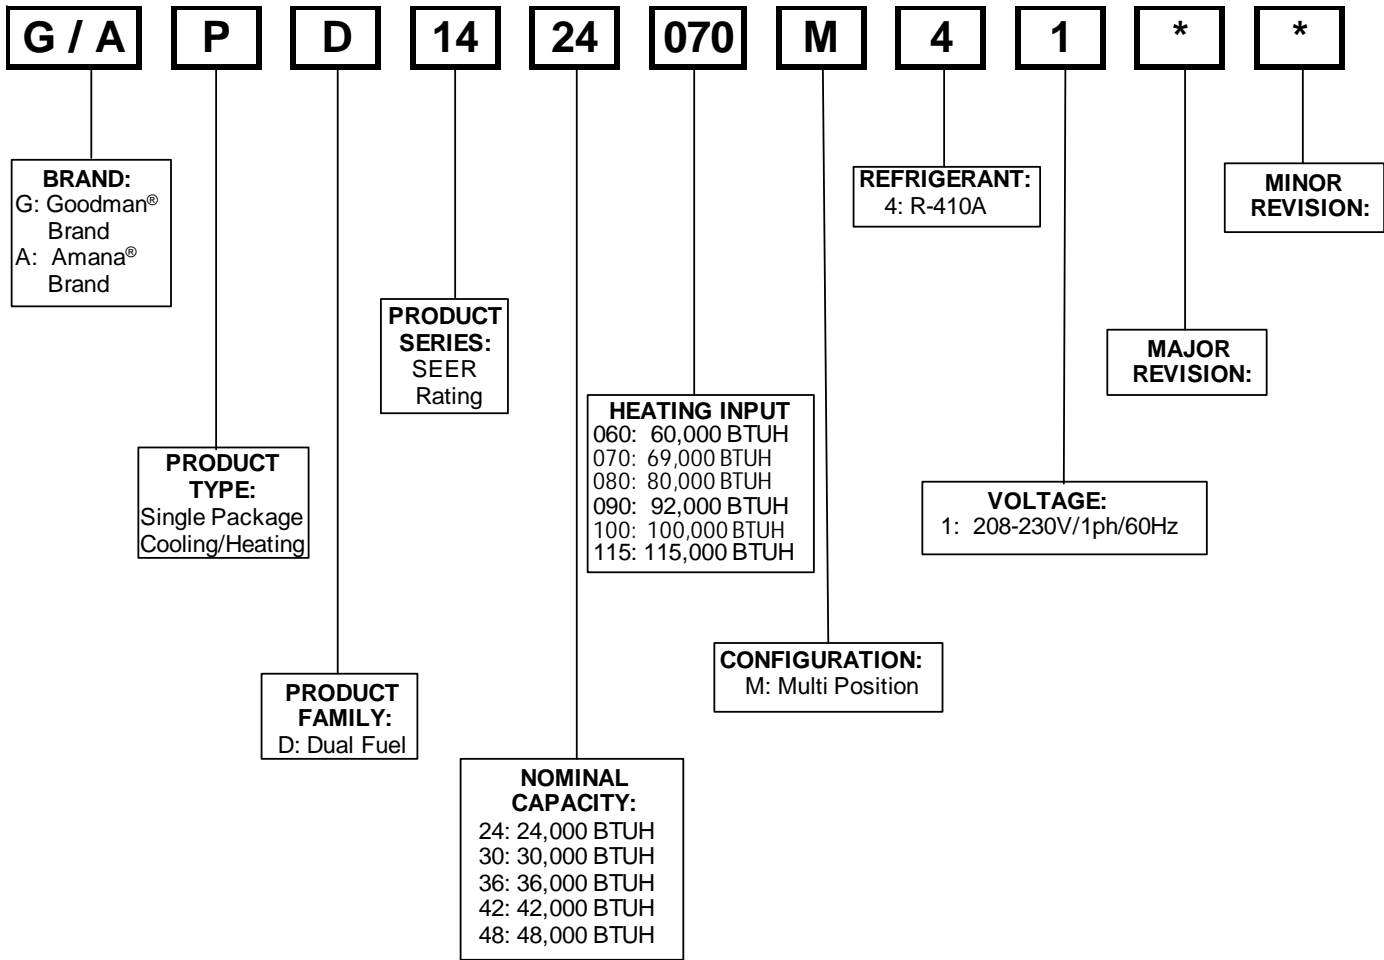 G / A P D 14 24 070 M 4 1 * *
BRAND:
G: Goodman®
Brand
A: Amana®
Brand
PRODUCT
TYPE:
Single Package
Cooling/Heating
PRODUCT
FAMILY:
D: Dual Fuel
PRODUCT
SERIES:
SEER
Rating
NOMINAL
CAPACITY:
24: 24,000 BTUH
30: 30,000 BTUH
36: 36,000 BTUH
42: 42,000 BTUH
48: 48,000 BTUH
HEATING INPUT
060: 60,000 BTUH
070: 69,000 BTUH
080: 80,000 BTUH
090: 92,000 BTUH
100: 100,000 BTUH
115: 115,000 BTUH
CONFIGURATION:
M: Multi Position
REFRIGERANT:
4: R-410A
VOLTAGE:
1: 208-230V/1ph/60Hz
MAJOR
REVISION:
MINOR
REVISION: